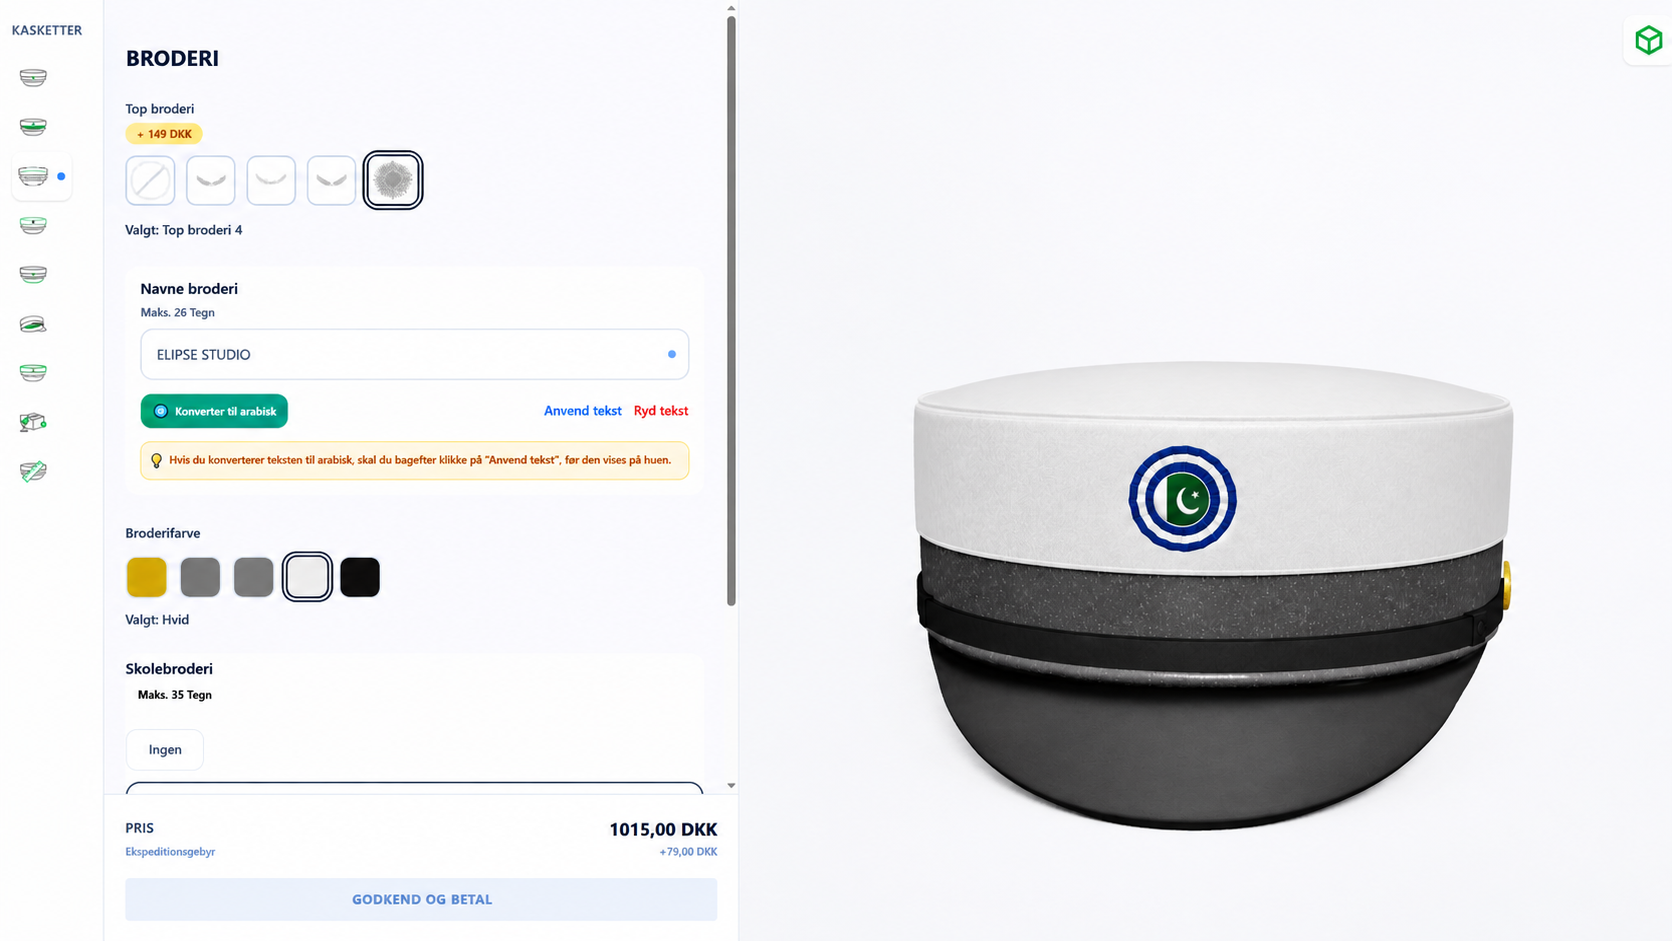 KASKETTER
BRODERI
Top broderi
+ 149 DKK
Valgt: Top broderi 4
Navne broderi
Maks. 26 Tegn
ELIPSE STUDIO
Konverter til arabisk
Anvend tekst
Ryd tekst
Hvis du konverterer teksten til arabisk, skal du bagefter klikke på "Anvend tekst", før den vises på huen.
Broderifarve
Valgt: Hvid
Skolebroderi
Maks. 35 Tegn
Ingen
PRIS
1015,00 DKK
Ekspeditionsgebyr
+79,00 DKK
GODKEND OG BETAL